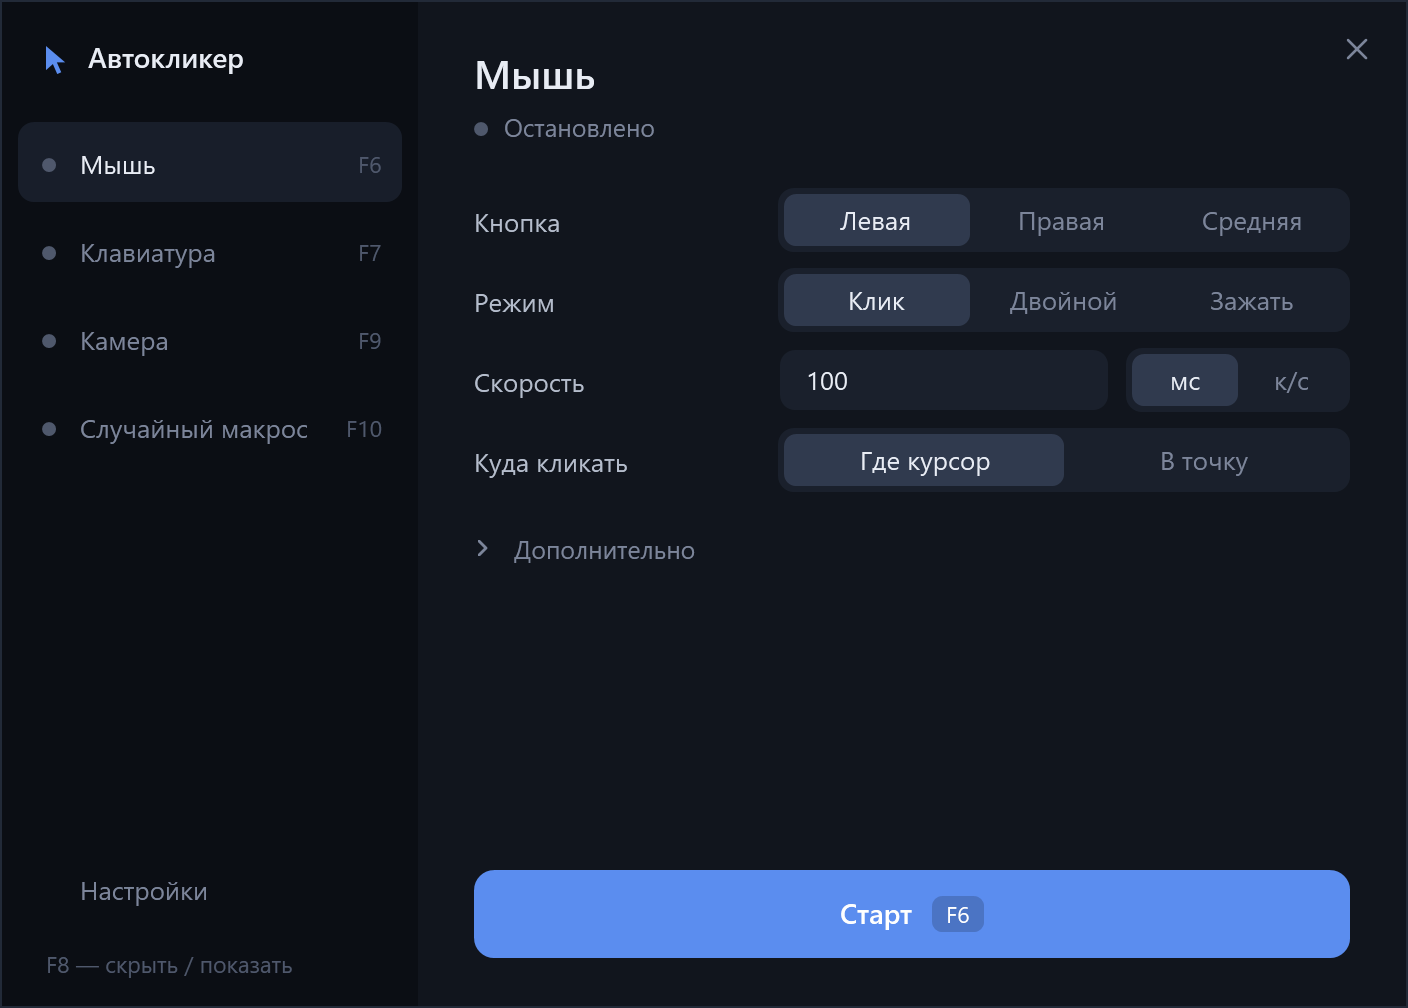 Автокликер
Мышь F6
Клавиатура F7
Камера F9
Случайный макрос F10
Настройки
F8 — скрыть / показать
Мышь
Остановлено
Кнопка Левая Правая Средняя
Режим Клик Двойной Зажать
Скорость 100 мс к/с
Куда кликать Где курсор В точку
Дополнительно
Старт F6